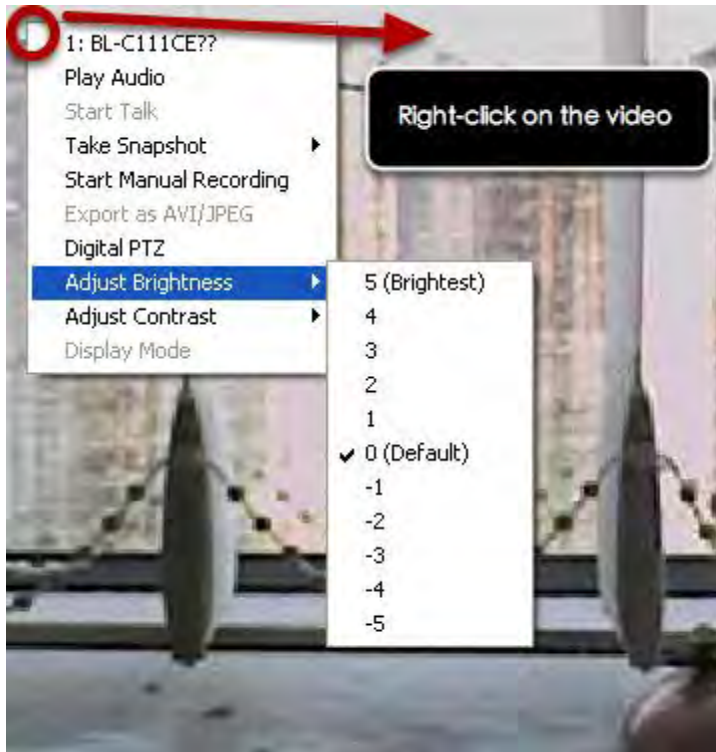 1: BL-C111CE??
Play Audio
Start Talk
Take Snapshot
Start Manual Recording
Export as AVI/JPEG
Digital PTZ
Adjust Brightness
Adjust Contrast
Display Mode
Right-click on the video
5 (Brightest)
4
3
2
1
0 (Default)
-1
-2
-3
-4
-5